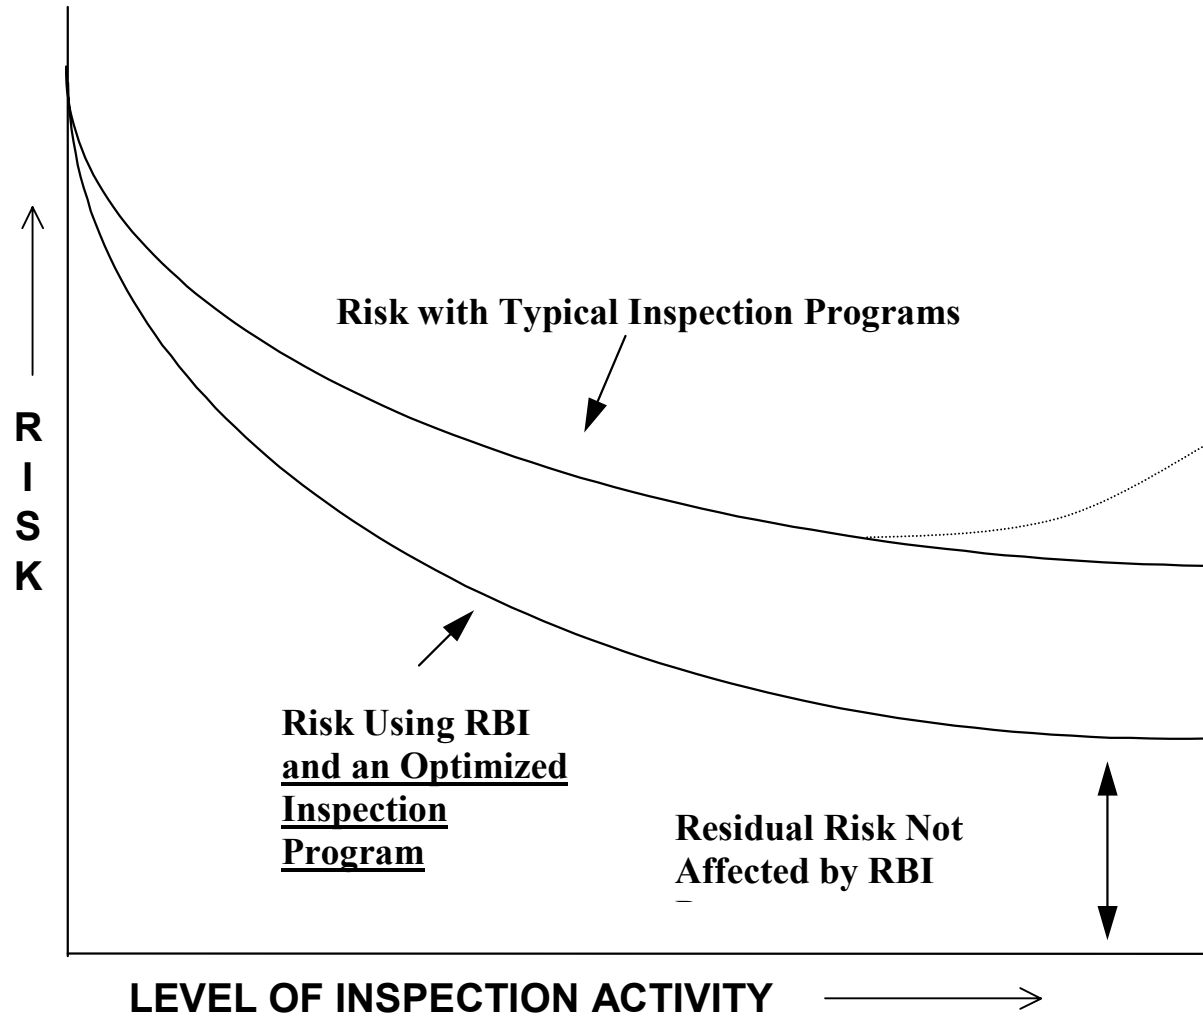 Risk with Typical Inspection Programs
R
I
S
K
Risk Using RBI
and an Optimized
Inspection
Program
Residual Risk Not
Affected by RBI
LEVEL OF INSPECTION ACTIVITY